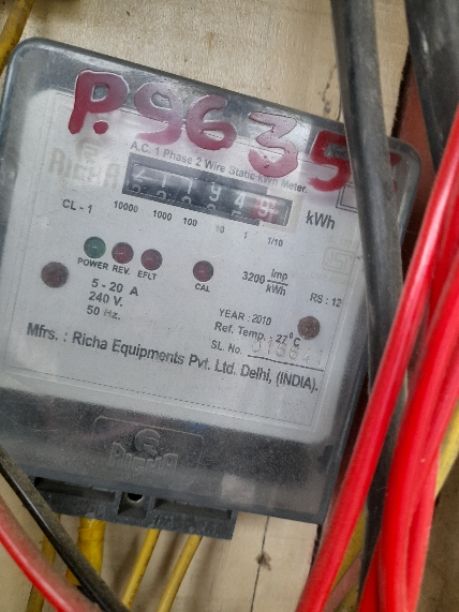 P.9635
A.C. 1 Phase 2 Wire Static kWh Meter.
kWh
CL - 1 10000 1000 100 10 1 1/10
POWER REV. EFLT CAL
3200 imp/kWh
RS : 12
5 - 20 A
240 V.
50 Hz.
YEAR : 2010
Ref. Temp. : 27°C
SL. No.
Mfrs. : Richa Equipments Pvt. Ltd. Delhi, (INDIA).